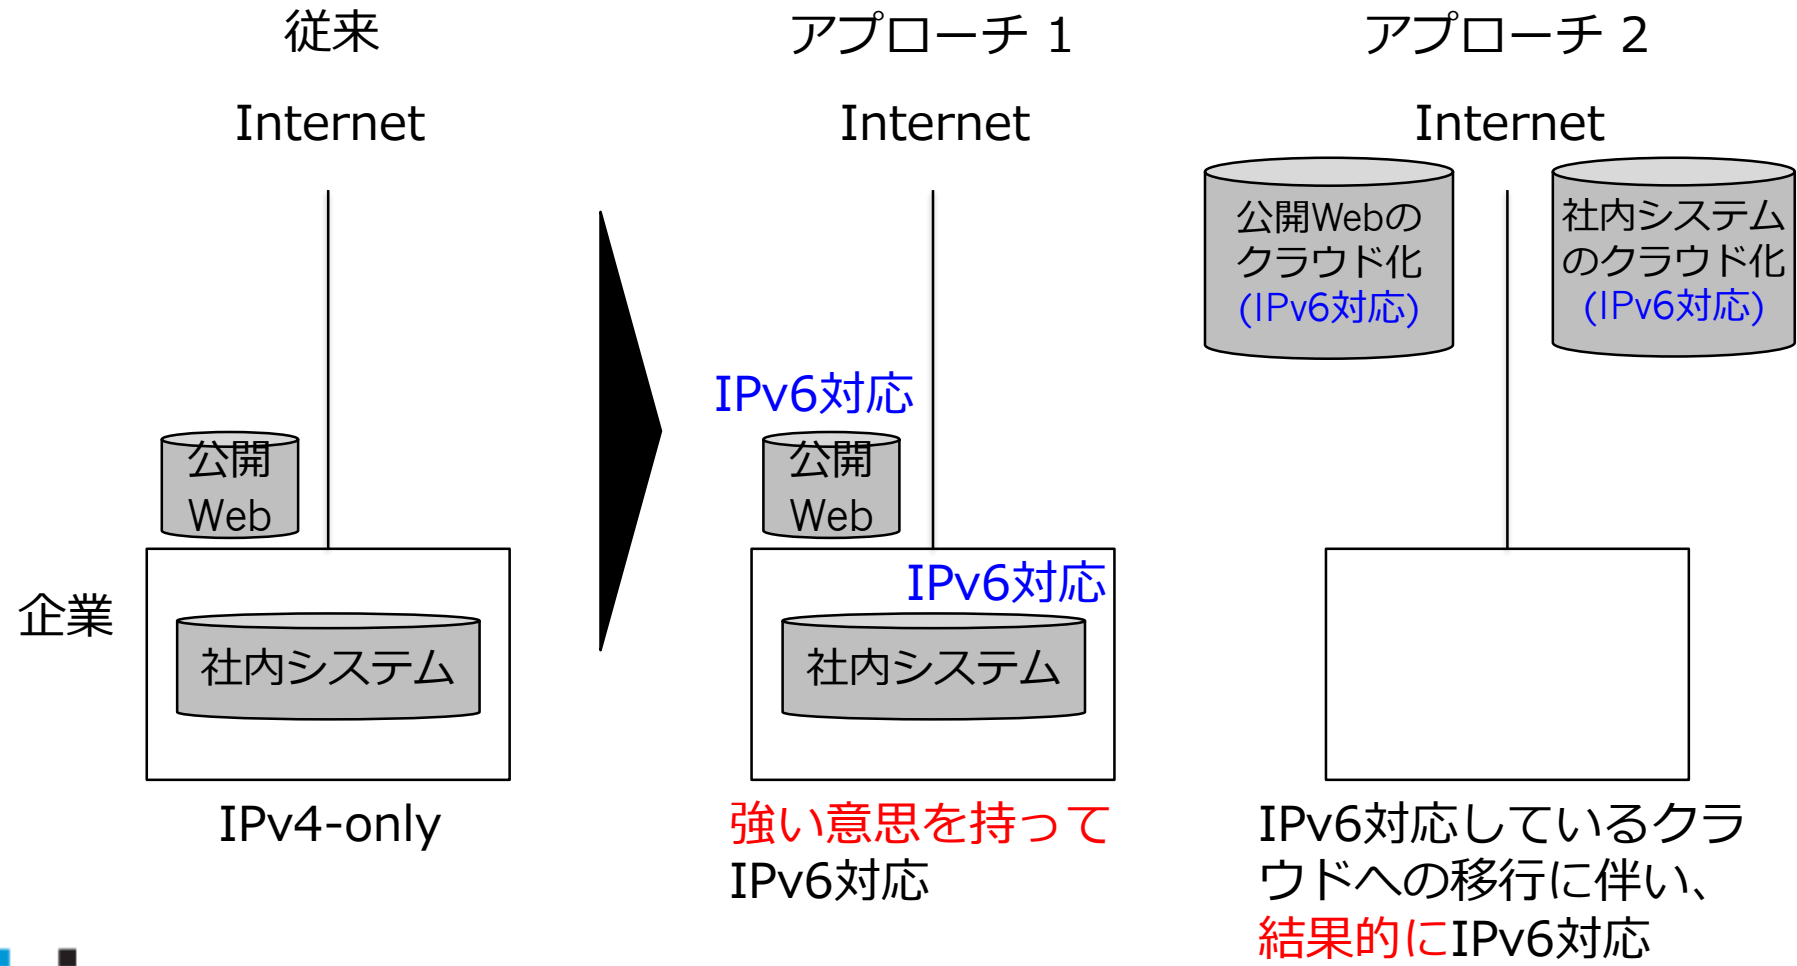 従来
Internet
公開
Web
企業
社内システム
IPv4-only
アプローチ 1
Internet
IPv6対応
公開
Web
IPv6対応
社内システム
強い意思を持って
IPv6対応
アプローチ 2
Internet
公開Webの
クラウド化
(IPv6対応)
社内システム
のクラウド化
(IPv6対応)
IPv6対応しているクラ
ウドへの移行に伴い、
結果的にIPv6対応